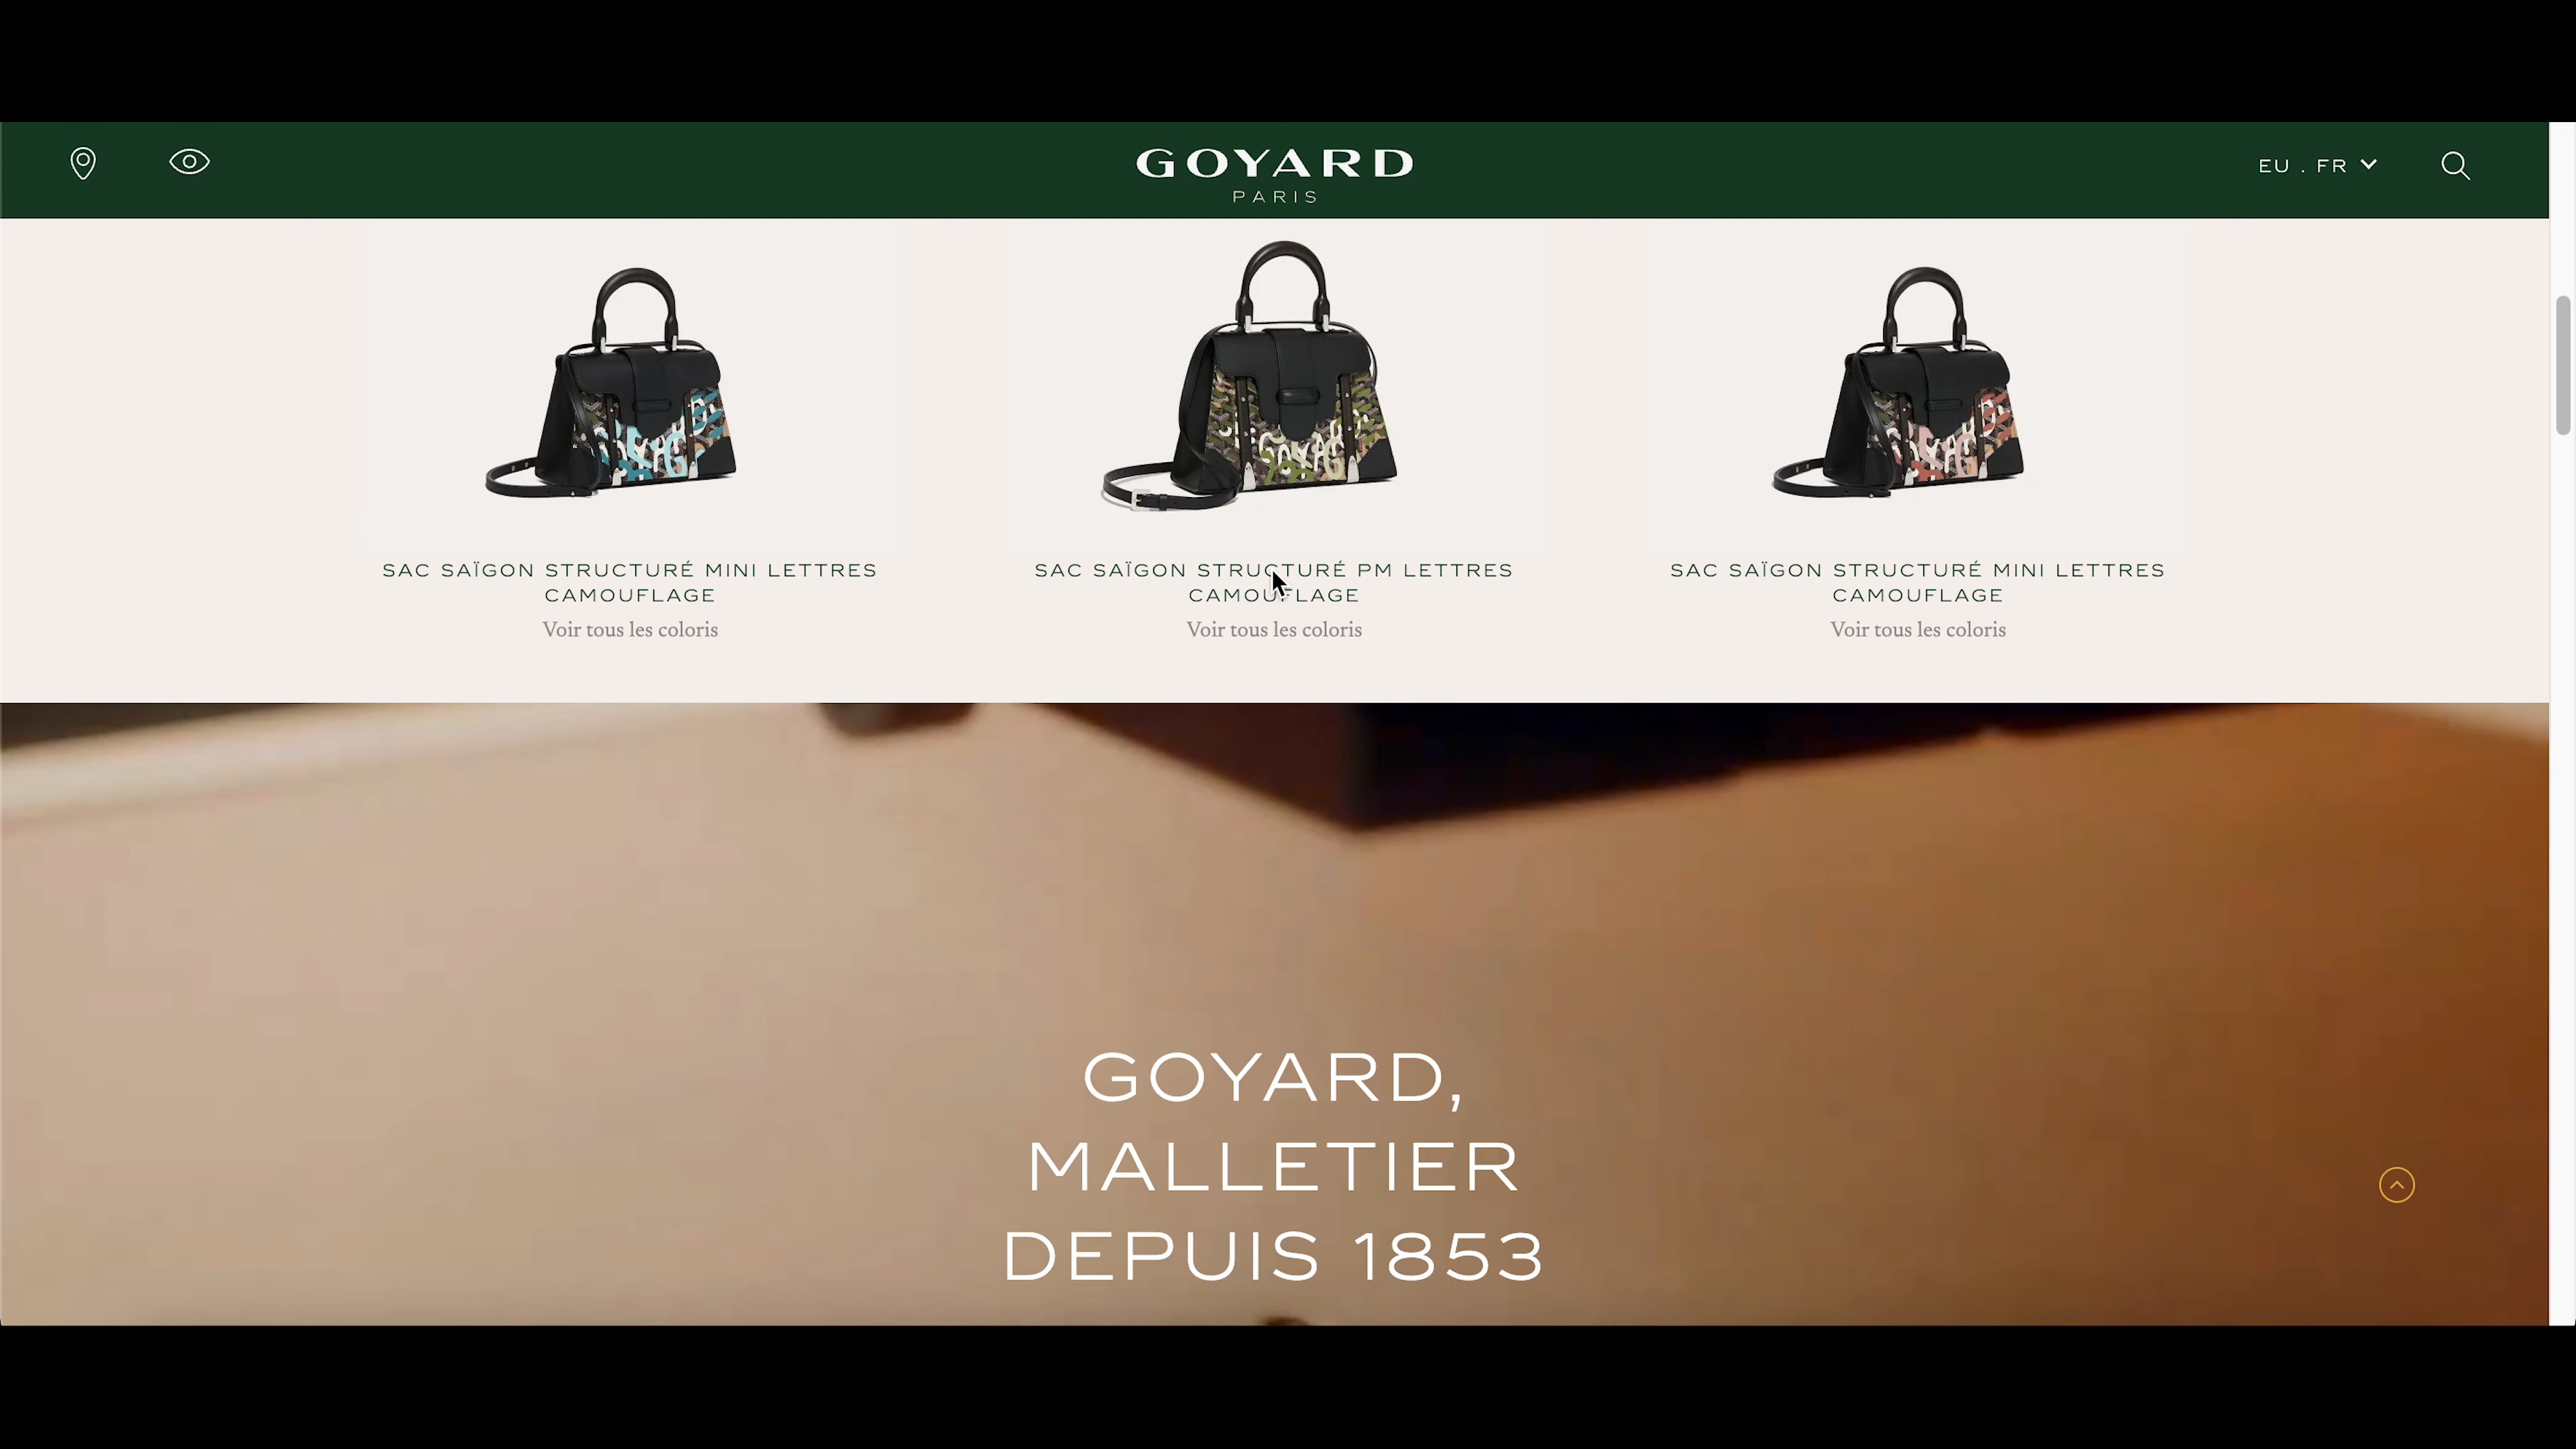 GOYARD
PARIS
EU . FR
SAC SAÏGON STRUCTURÉ MINI LETTRES
CAMOUFLAGE
Voir tous les coloris
SAC SAÏGON STRUCTURÉ PM LETTRES
CAMOUFLAGE
Voir tous les coloris
SAC SAÏGON STRUCTURÉ MINI LETTRES
CAMOUFLAGE
Voir tous les coloris
GOYARD,
MALLETIER
DEPUIS 1853